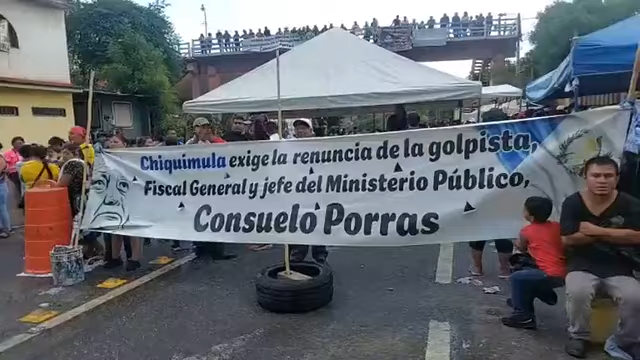 Chiquimula exige la renuncia de la golpista,
Fiscal General y jefe del Ministerio Público,
Consuelo Porras